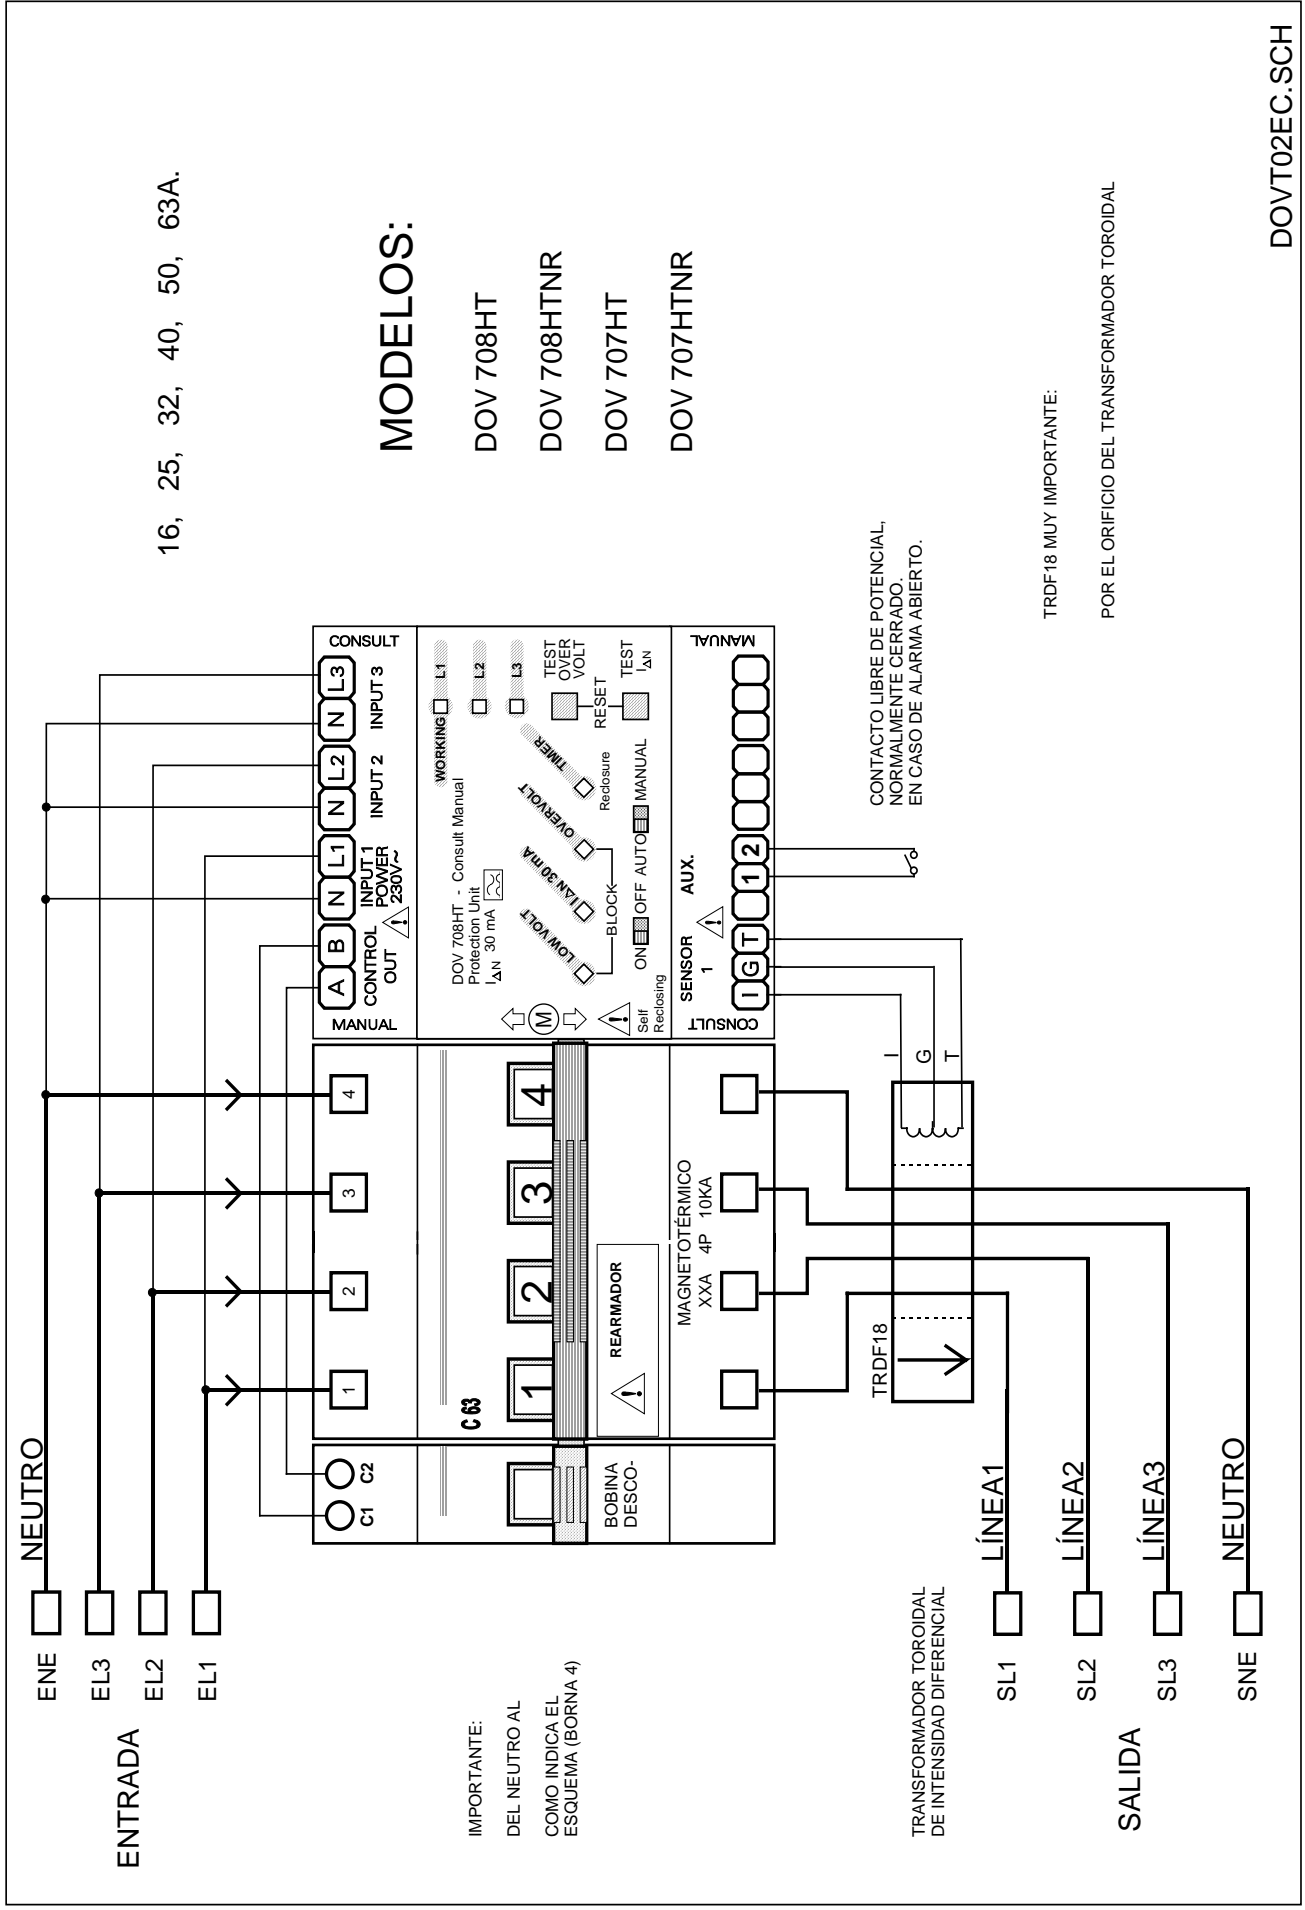 ENTRADA
ENE
EL3
EL2
EL1
NEUTRO
16, 25, 32, 40, 50, 63A.
MODELOS:
DOV 708HT
DOV 708HTNR
DOV 707HT
DOV 707HTNR
IMPORTANTE:
DEL NEUTRO AL
COMO INDICA EL
ESQUEMA (BORNA 4)
C1
C2
BOBINA
DESCO-
1
2
3
4
C 63
1
2
3
4
REARMADOR
MAGNETOTÉRMICO
XXA 4P 10KA
MANUAL
CONSULT
A
B
N
L1
N
L2
N
L3
CONTROL
OUT
INPUT 1
POWER
230V~
INPUT 2
INPUT 3
DOV 708HT - Consult Manual
Protection Unit
I∆N 30 mA
WORKING
L1
L2
L3
M
LOW VOLT
I∆N 30 mA
OVERVOLT
TIMER
Reclosure
BLOCK
TEST
OVER
VOLT
RESET
TEST
I∆N
Self
Reclosing
ON
OFF
AUTO
MANUAL
SENSOR
1
AUX.
I
G
T
1
2
CONSULT
MANUAL
CONTACTO LIBRE DE POTENCIAL,
NORMALMENTE CERRADO.
EN CASO DE ALARMA ABIERTO.
I
G
T
TRDF18
TRANSFORMADOR TOROIDAL
DE INTENSIDAD DIFERENCIAL
TRDF18 MUY IMPORTANTE:
POR EL ORIFICIO DEL TRANSFORMADOR TOROIDAL
SALIDA
SL1
LÍNEA1
SL2
LÍNEA2
SL3
LÍNEA3
SNE
NEUTRO
DOVT02EC.SCH